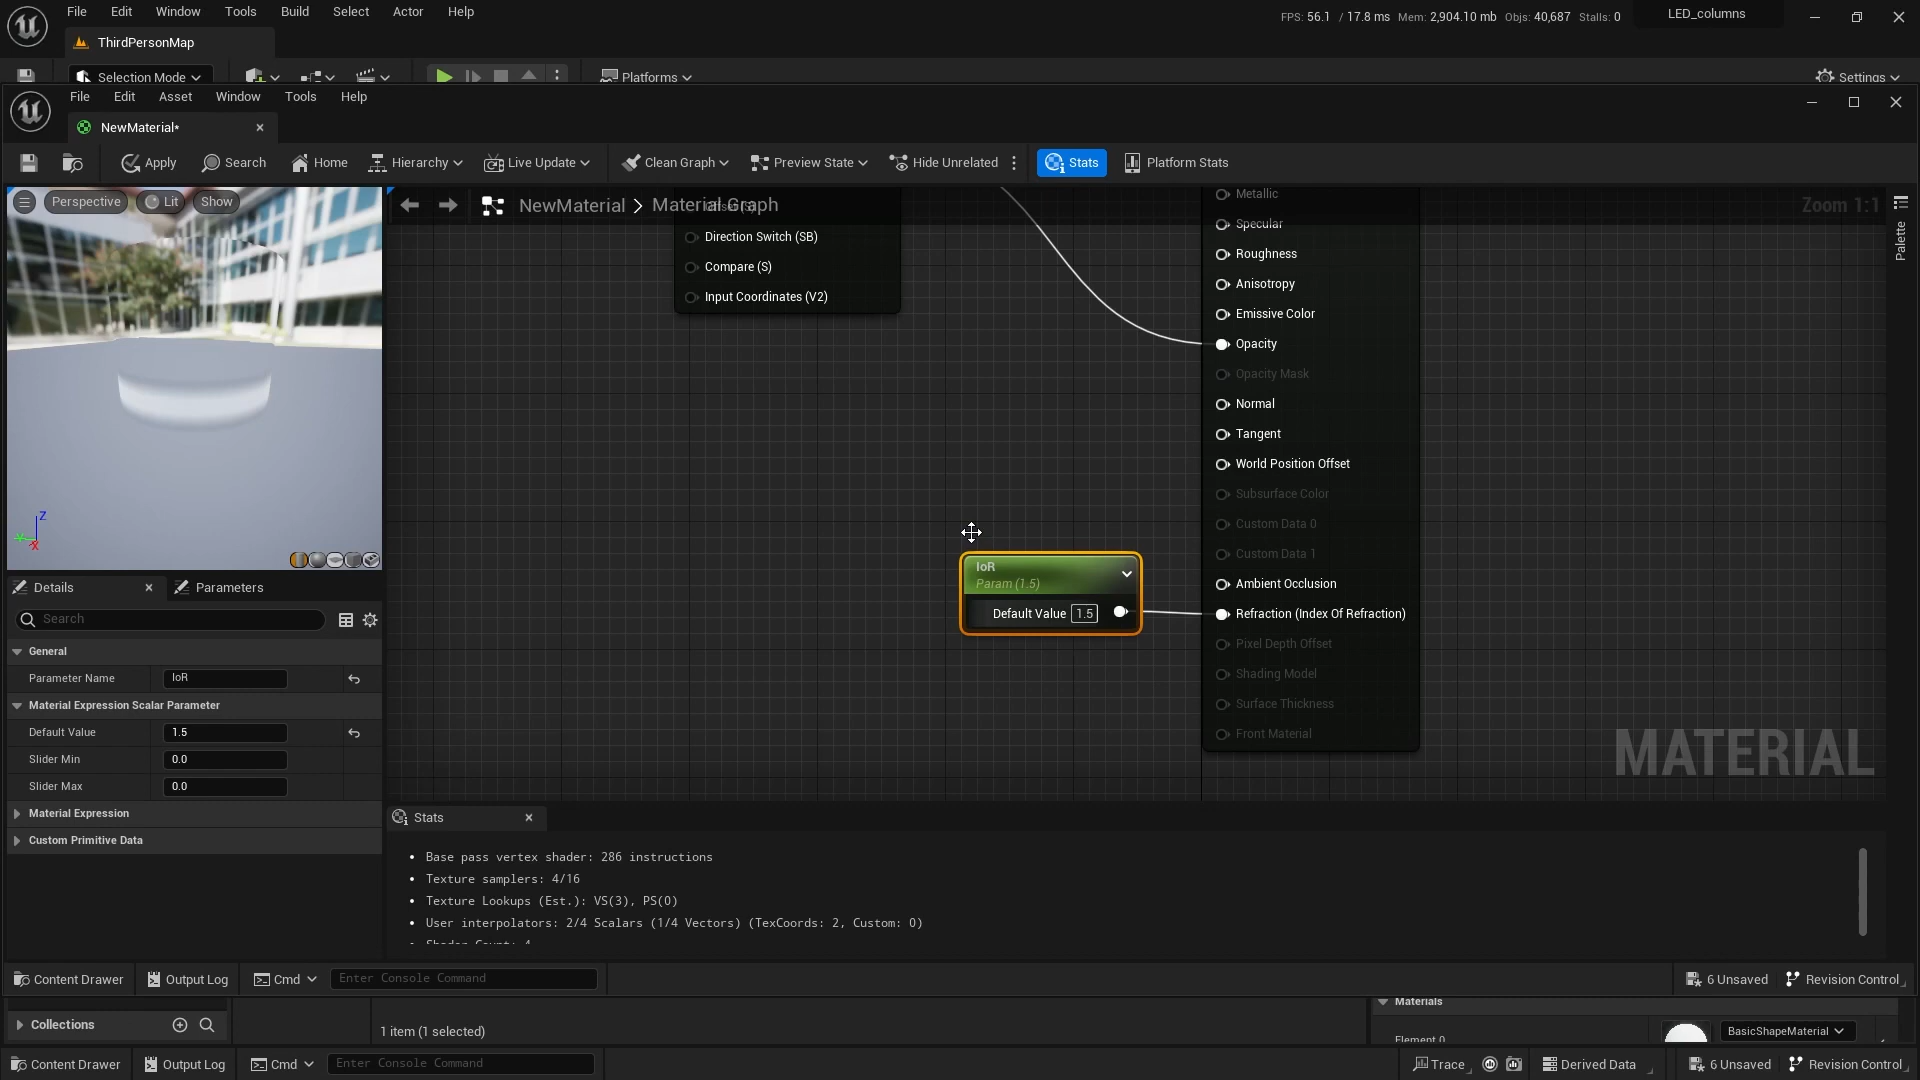 File Edit Window Tools Build Select Actor Help
FPS: 56.1 / 17.8 ms Mem: 2,904.10 mb Objs: 40,687 Stalls: 0
LED_columns
ThirdPersonMap
Selection Mode
Platforms
Settings
File Edit Asset Window Tools Help
NewMaterial*
Apply
Search
Home
Hierarchy
Live Update
Clean Graph
Preview State
Hide Unrelated
Stats
Platform Stats
Perspective
Lit
Show
NewMaterial > Material Graph
Zoom 1:1
Palette
Direction Switch (SB)
Compare (S)
Input Coordinates (V2)
Metallic
Specular
Roughness
Anisotropy
Emissive Color
Opacity
Opacity Mask
Normal
Tangent
World Position Offset
Subsurface Color
Custom Data 0
Custom Data 1
Ambient Occlusion
Refraction (Index Of Refraction)
Pixel Depth Offset
Shading Model
Surface Thickness
Front Material
IoR
Param (1.5)
Default Value 1.5
MATERIAL
Z
Y
X
Details
Parameters
Search
General
Parameter Name IoR
Material Expression Scalar Parameter
Default Value 1.5
Slider Min 0.0
Slider Max 0.0
Material Expression
Custom Primitive Data
Stats
• Base pass vertex shader: 286 instructions
• Texture samplers: 4/16
• Texture Lookups (Est.): VS(3), PS(0)
• User interpolators: 2/4 Scalars (1/4 Vectors) (TexCoords: 2, Custom: 0)
• Shader Count: 4
Content Drawer
Output Log
Cmd
Enter Console Command
6 Unsaved
Revision Control
Collections
1 item (1 selected)
Materials
Element 0
BasicShapeMaterial
Content Drawer
Output Log
Cmd
Enter Console Command
Trace
Derived Data
6 Unsaved
Revision Control